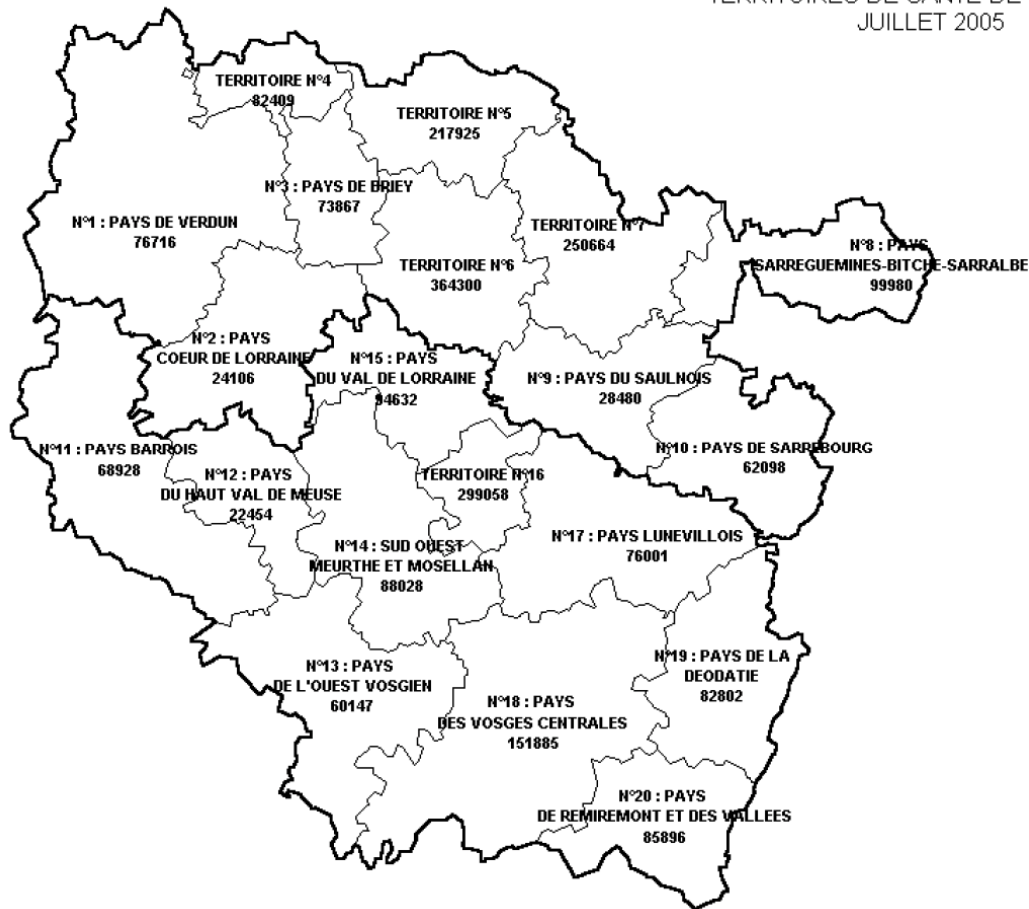 TERRITOIRES DE SANTE DE
JUILLET 2005
TERRITOIRE N°4
82409
TERRITOIRE N°5
217925
N°3 : PAYS DE BRIEY
73867
N°1 : PAYS DE VERDUN
76716
TERRITOIRE N°7
250664
N°8 : PAYS
SARREGUEMINES-BITCHE-SARRALBE
99980
TERRITOIRE N°6
364300
N°2 : PAYS
COEUR DE LORRAINE
24106
N°15 : PAYS
DU VAL DE LORRAINE
94632
N°9 : PAYS DU SAULNOIS
28480
N°11 : PAYS BARROIS
68928
N°12 : PAYS
DU HAUT VAL DE MEUSE
22454
TERRITOIRE N°16
299058
N°10 : PAYS DE SARREBOURG
62098
N°14 : SUD OUEST
MEURTHE ET MOSELLAN
88028
N°17 : PAYS LUNEVILLOIS
76001
N°13 : PAYS
DE L'OUEST VOSGIEN
60147
N°19 : PAYS DE LA
DEODATIE
82802
N°18 : PAYS
DES VOSGES CENTRALES
151885
N°20 : PAYS
DE REMIREMONT ET DES VALLEES
85896